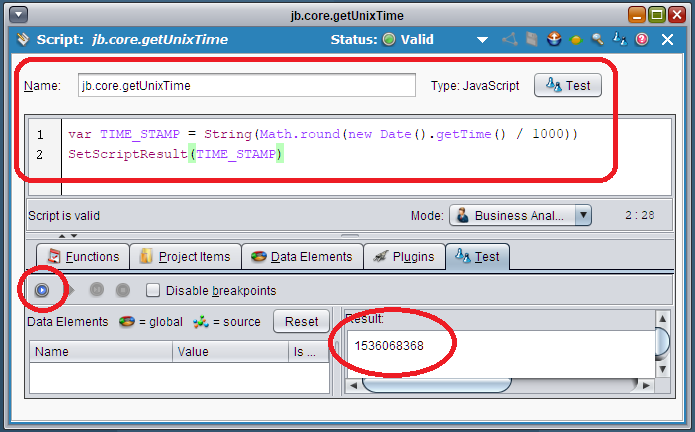 jb.core.getUnixTime
Script: jb.core.getUnixTime Status: Valid
Name: jb.core.getUnixTime Type: JavaScript Test
1 var TIME_STAMP = String(Math.round(new Date().getTime() / 1000))
2 SetScriptResult(TIME_STAMP)
Script is valid Mode: Business Anal... 2 : 28
Functions Project Items Data Elements Plugins Test
Disable breakpoints
Data Elements = global = source Reset Result:
Name Value Is ... 1536068368